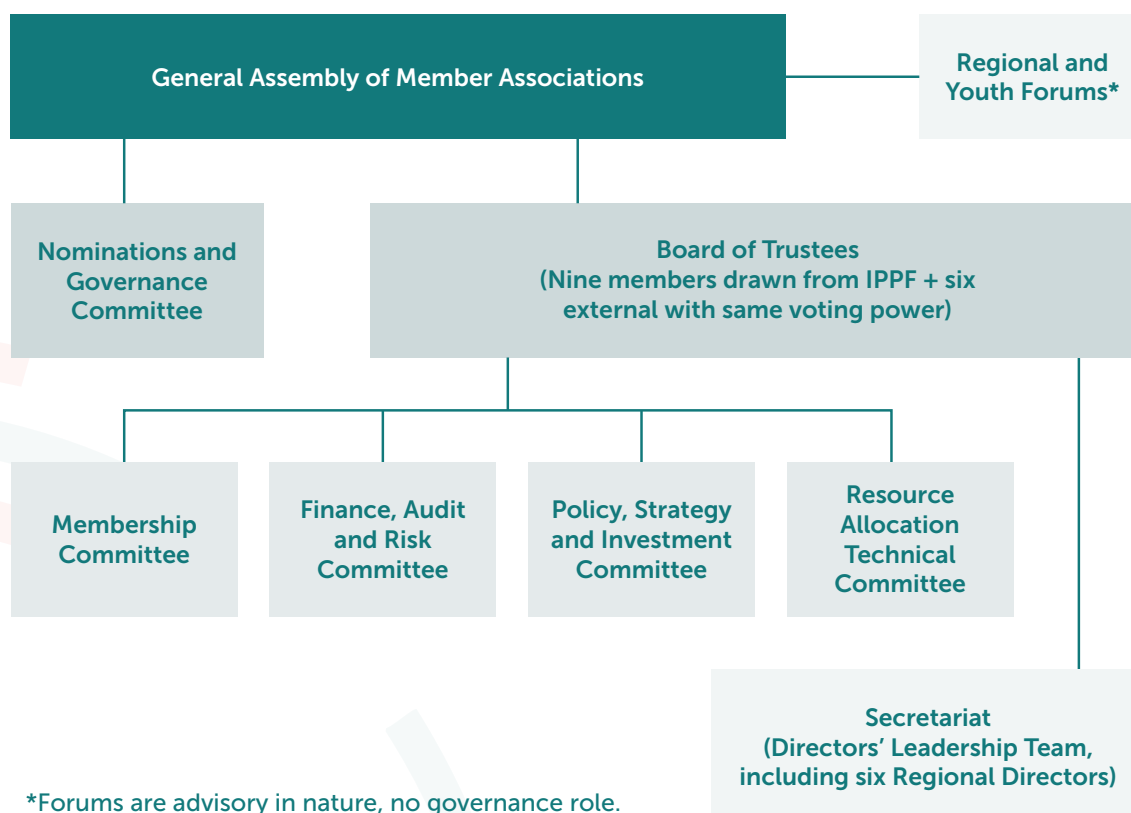 General Assembly of Member Associations
Regional and
Youth Forums*
Nominations and
Governance
Committee
Board of Trustees
(Nine members drawn from IPPF + six
external with same voting power)
Membership
Committee
Finance, Audit
and Risk
Committee
Policy, Strategy
and Investment
Committee
Resource
Allocation
Technical
Committee
Secretariat
(Directors’ Leadership Team,
including six Regional Directors)
*Forums are advisory in nature, no governance role.